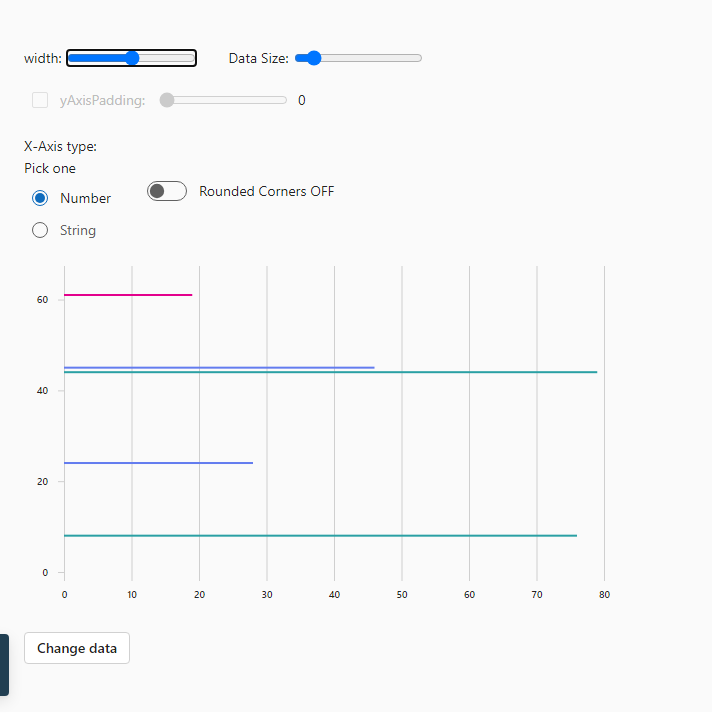 width: Data Size:
yAxisPadding: 0
X-Axis type:
Pick one
Number
Rounded Corners OFF
String
60
40
20
0
0 10 20 30 40 50 60 70 80
Change data